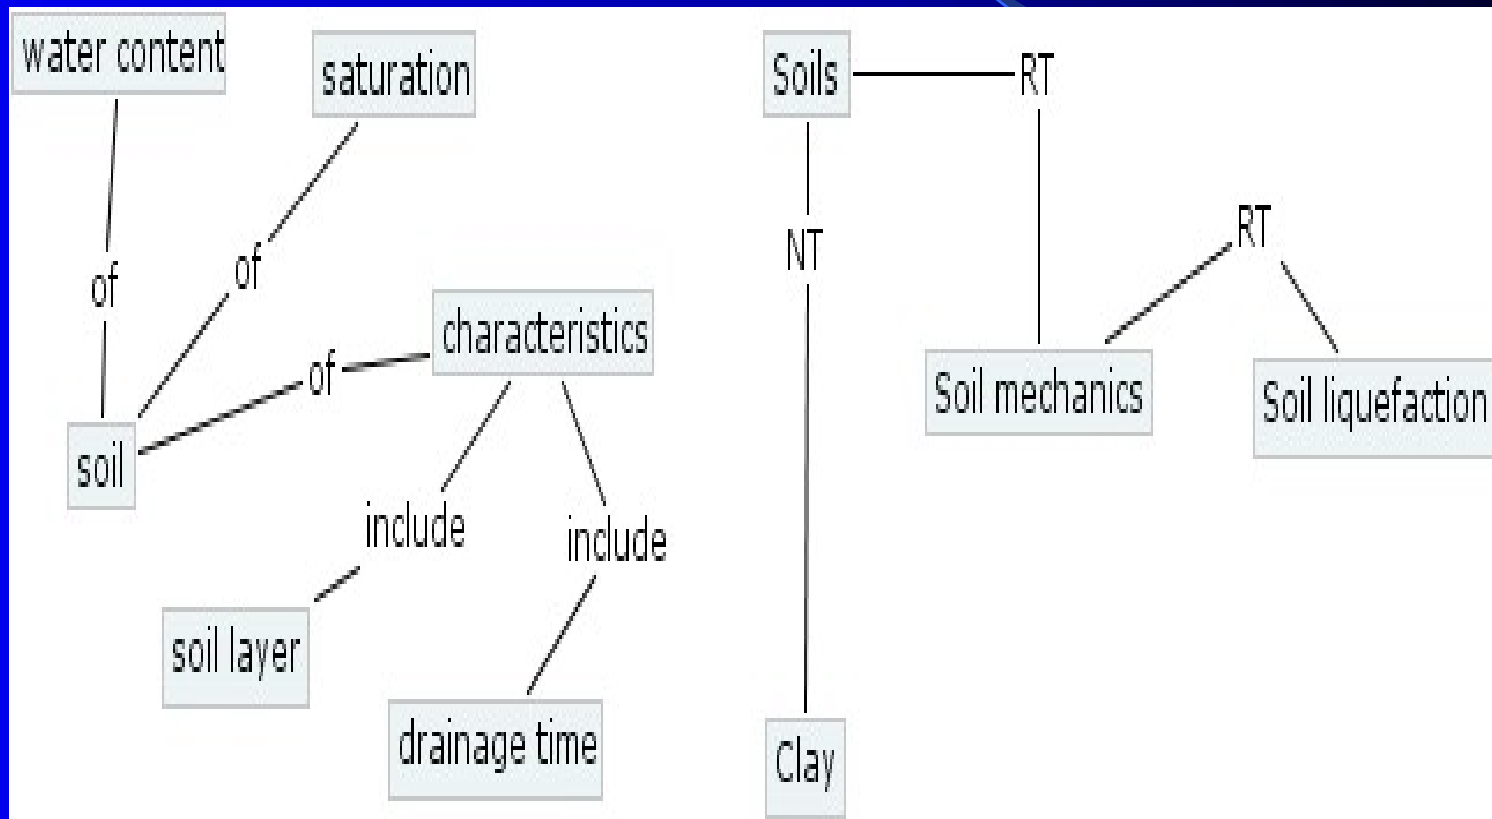 water content
saturation
of
of
characteristics
of
soil
include
include
soil layer
drainage time
Soils
RT
NT
RT
Soil mechanics
Soil liquefaction
Clay